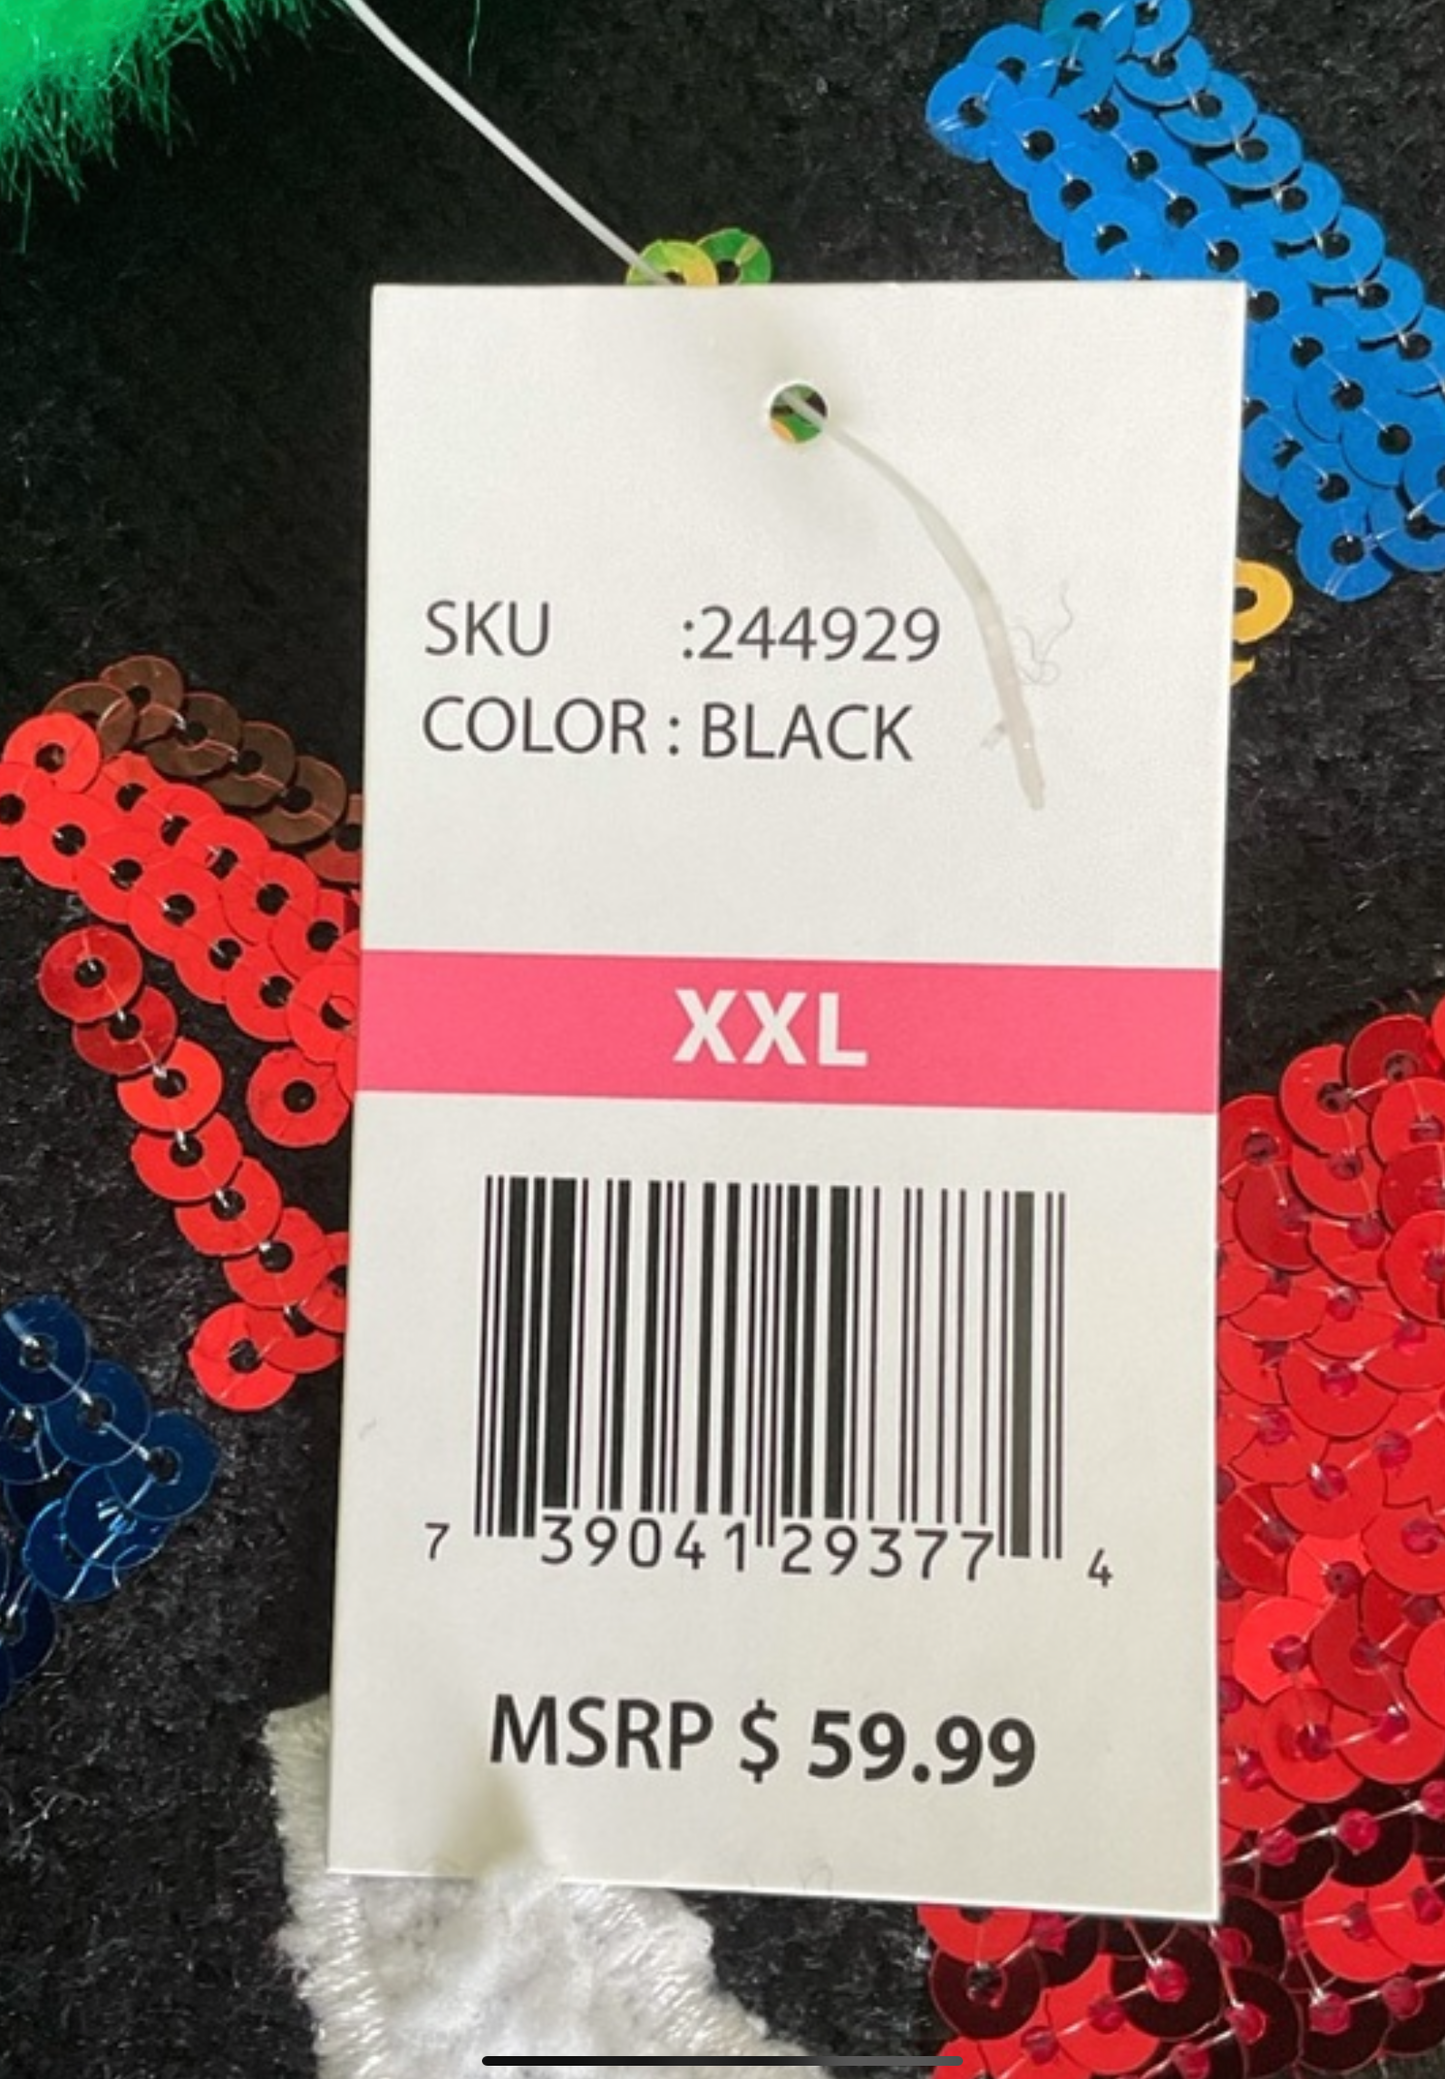 SKU :244929
COLOR : BLACK
XXL
7 39041 29377 4
MSRP $ 59.99